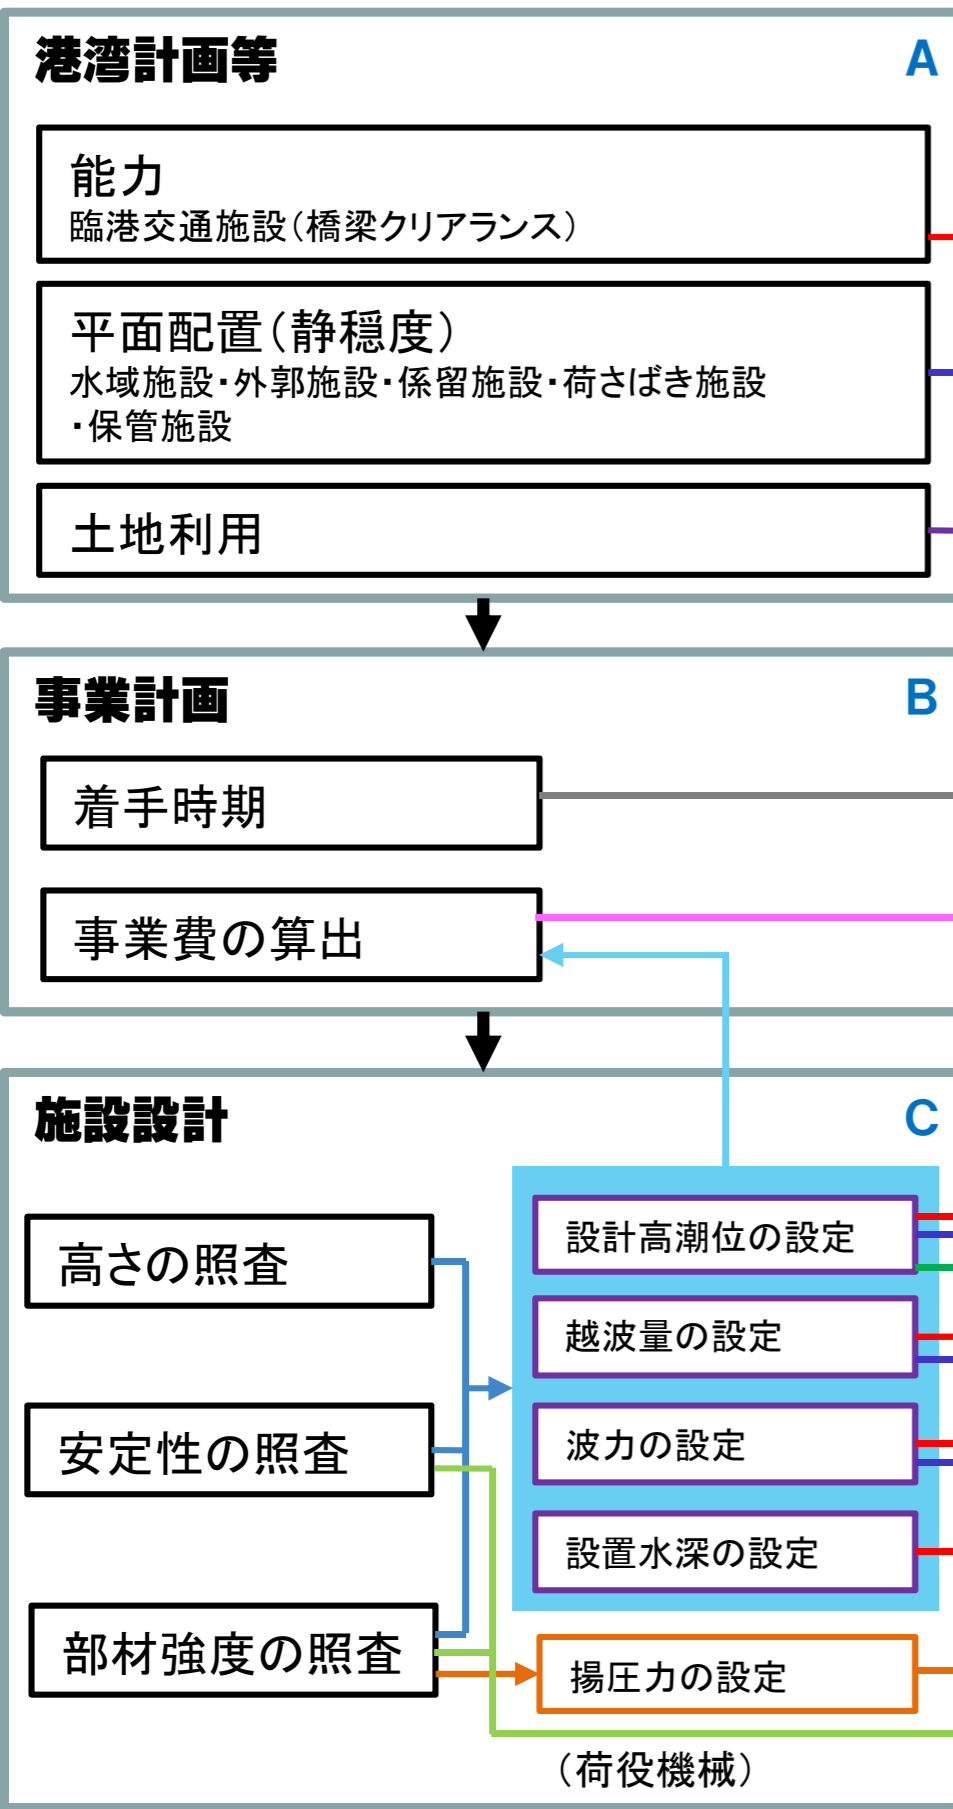 港湾計画等 A
能力
臨港交通施設（橋梁クリアランス）
平面配置（静穏度）
水域施設・外郭施設・係留施設・荷さばき施設
・保管施設
土地利用
事業計画 B
着手時期
事業費の算出
施設設計 C
高さの照査
安定性の照査
部材強度の照査
設計高潮位の設定
越波量の設定
波力の設定
設置水深の設定
揚圧力の設定
（荷役機械）